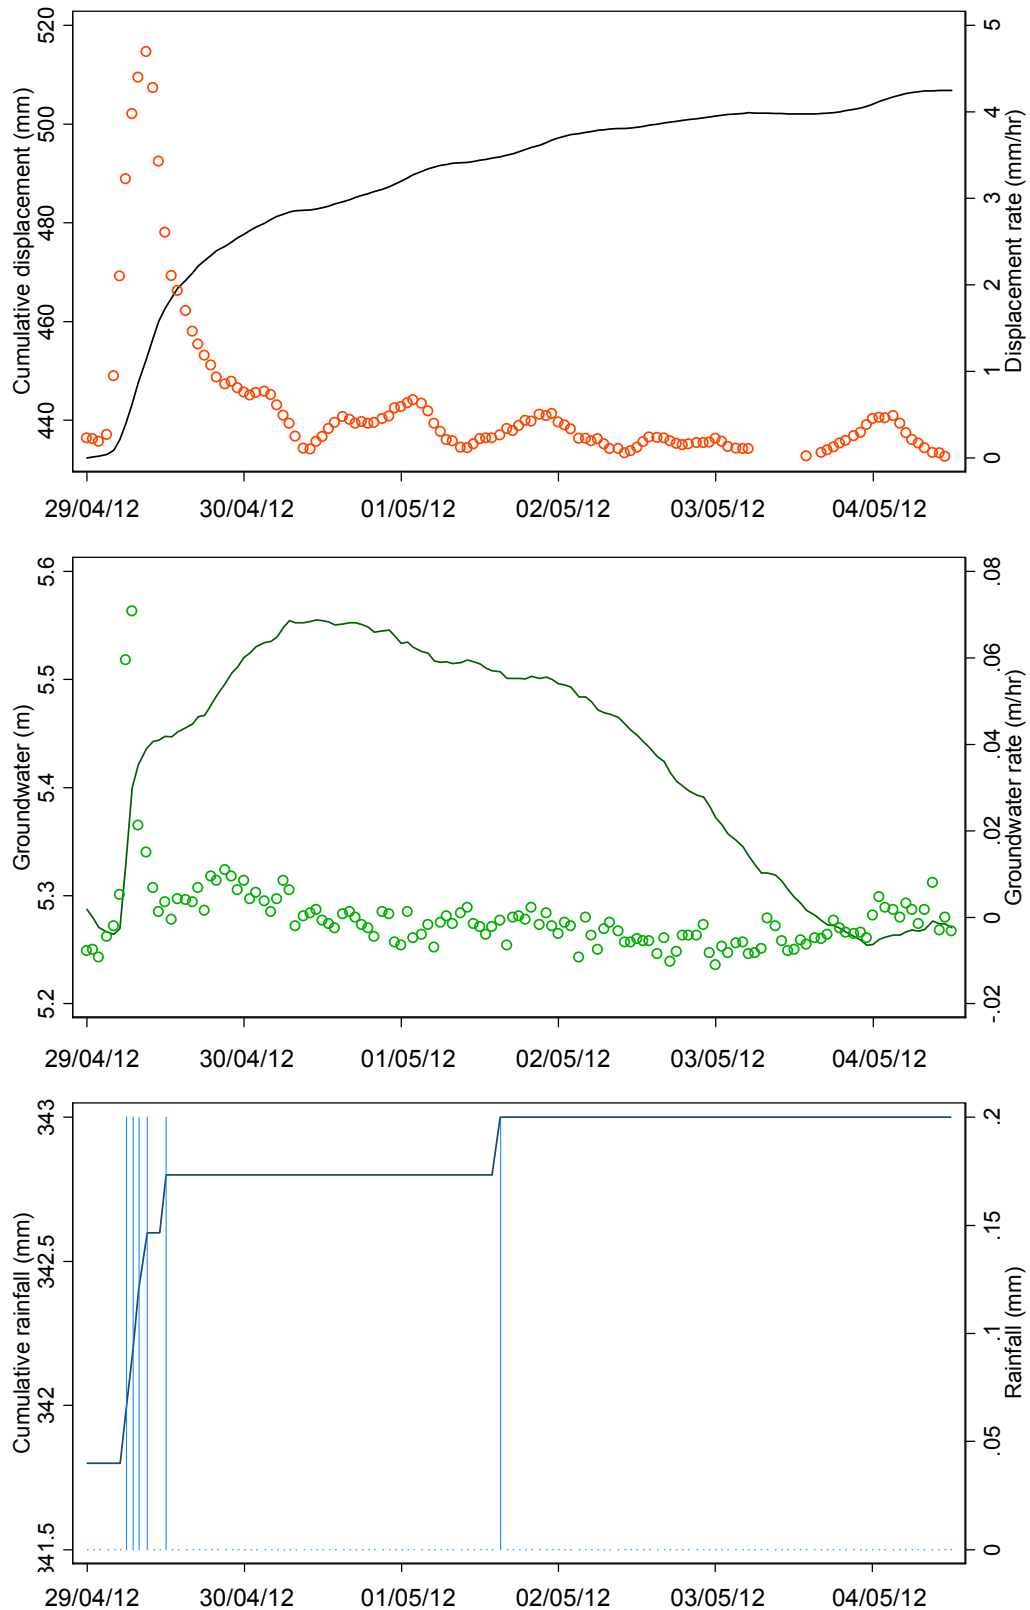 Cumulative displacement (mm)
440 460 480 500 520
Displacement rate (mm/hr)
0 1 2 3 4 5
29/04/12 30/04/12 01/05/12 02/05/12 03/05/12 04/05/12
Groundwater (m)
5.2 5.3 5.4 5.5 5.6
Groundwater rate (m/hr)
-.02 0 .02 .04 .06 .08
29/04/12 30/04/12 01/05/12 02/05/12 03/05/12 04/05/12
Cumulative rainfall (mm)
341.5 342 342.5 343
Rainfall (mm)
0 .05 .1 .15 .2
29/04/12 30/04/12 01/05/12 02/05/12 03/05/12 04/05/12